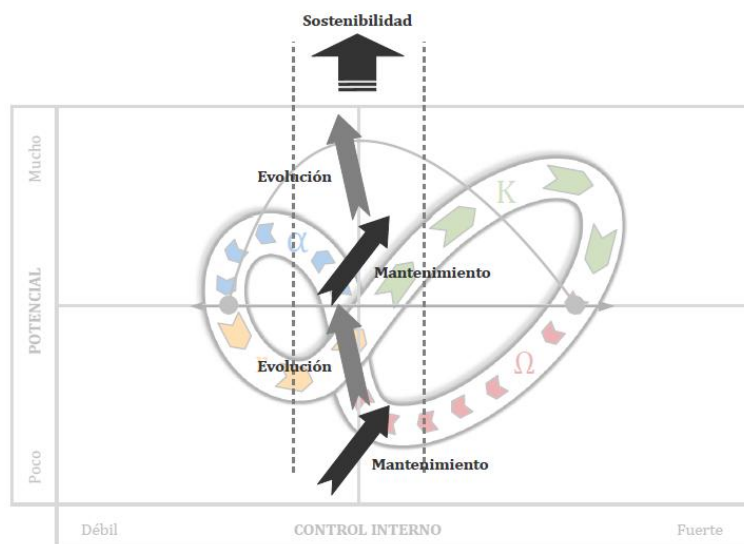 Sostenibilidad
Mucho
Evolución
K
α
Mantenimiento
POTENCIAL
Evolución
r
Ω
Poco
Mantenimiento
Débil
CONTROL INTERNO
Fuerte